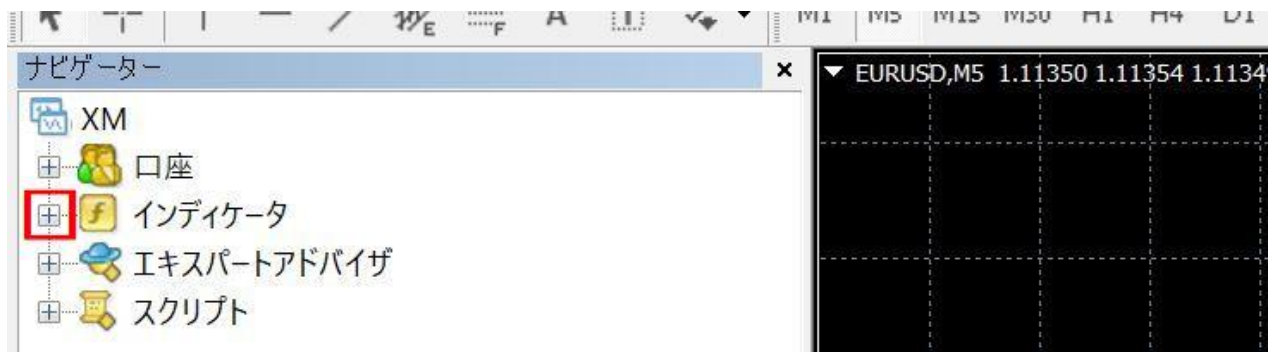 E F A T M1 M5 M15 M30 H1 H4 D1
ナビゲーター
EURUSD,M5 1.11350 1.11354 1.1134
XM
口座
インディケータ
エキスパートアドバイザ
スクリプト